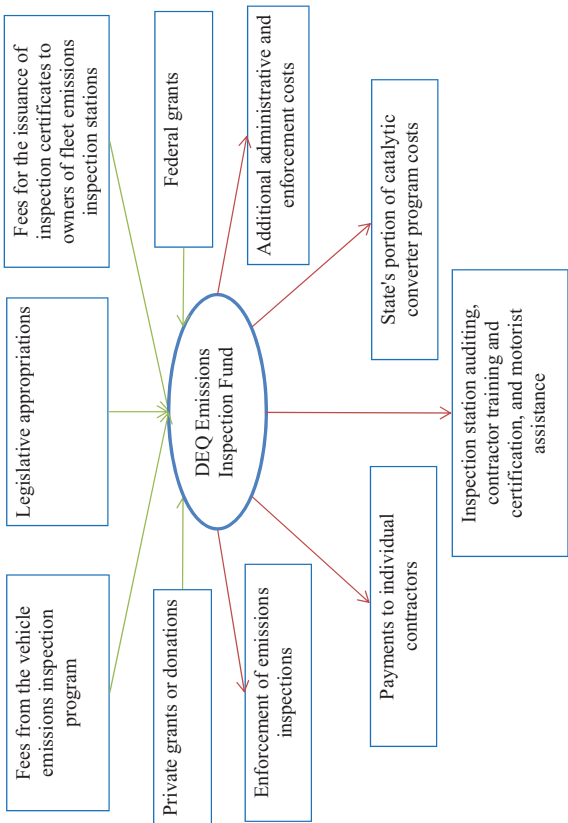 Fees from the vehicle
emissions inspection
program
Legislative appropriations
Fees for the issuance of
inspection certificates to
owners of fleet emissions
inspection stations
Private grants or donations
Federal grants
DEQ Emissions
Inspection Fund
Enforcement of emissions
inspections
Additional administrative and
enforcement costs
Payments to individual
contractors
State's portion of catalytic
converter program costs
Inspection station auditing,
contractor training and
certification, and motorist
assistance